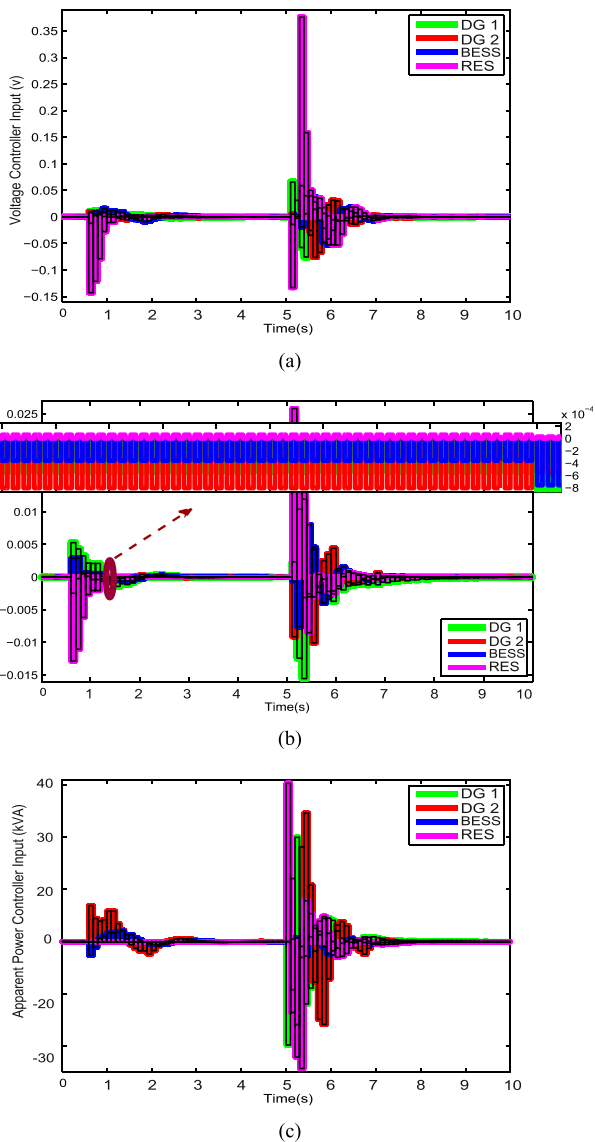 0.35
0.3
0.25
0.2
0.15
0.1
0.05
0
−0.05
−0.1
−0.15
Voltage Controller Input (v)
DG 1
DG 2
BESS
RES
0 1 2 3 4 5 6 7 8 9 10
Time(s)
(a)
0.025
x 10⁻⁴
2
0
−2
−4
−6
−8
0.01
0.005
0
−0.005
−0.01
−0.015
DG 1
DG 2
BESS
RES
0 1 2 3 4 5 6 7 8 9 10
Time(s)
(b)
40
20
0
-20
-30
Apparent Power Controller Input (kVA)
DG 1
DG 2
BESS
RES
0 1 2 3 4 5 6 7 8 9 10
Time(s)
(c)